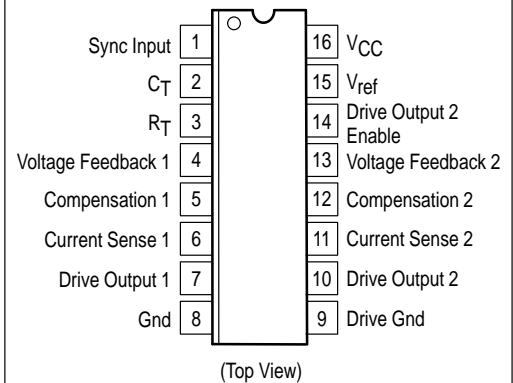 Sync Input 1 16 VCC
CT 2 15 Vref
RT 3 14 Drive Output 2
Enable
Voltage Feedback 1 4 13 Voltage Feedback 2
Compensation 1 5 12 Compensation 2
Current Sense 1 6 11 Current Sense 2
Drive Output 1 7 10 Drive Output 2
Gnd 8 9 Drive Gnd
(Top View)